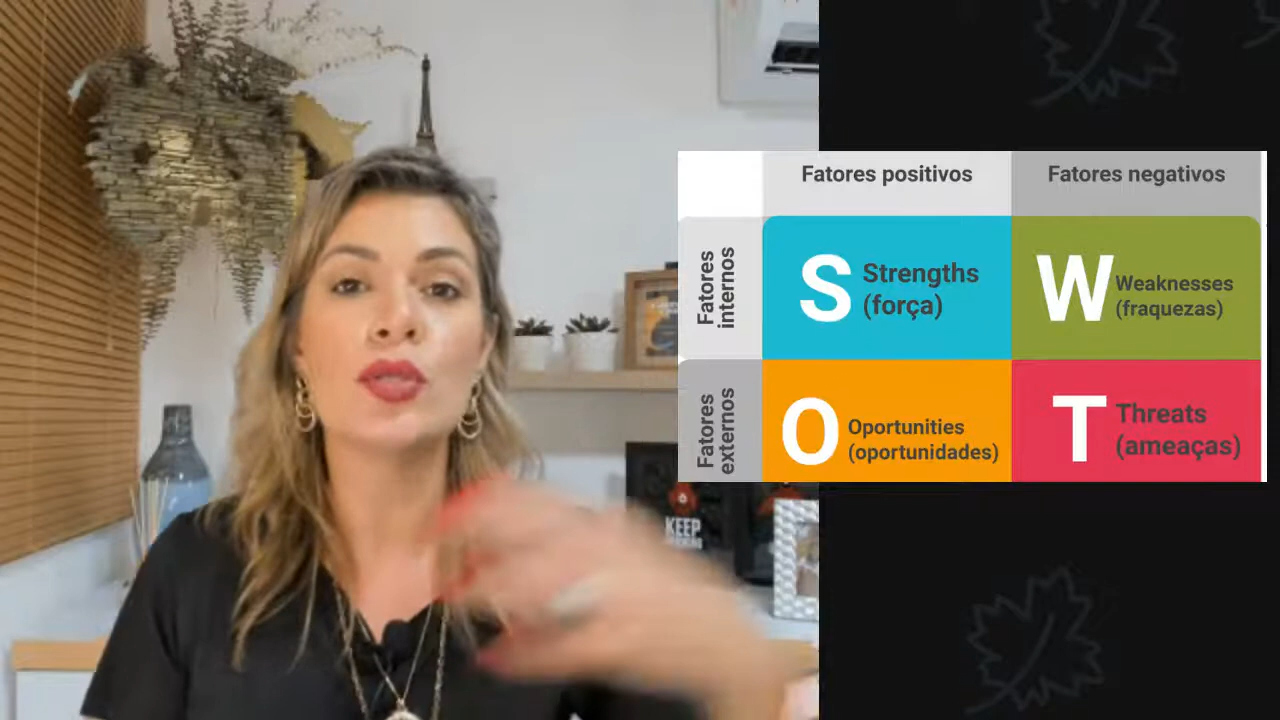 Fatores positivos
Fatores negativos
Fatores
internos
S
Strengths
(força)
W
Weaknesses
(fraquezas)
Fatores
externos
O
Oportunities
(oportunidades)
T
Threats
(ameaças)
KEEP